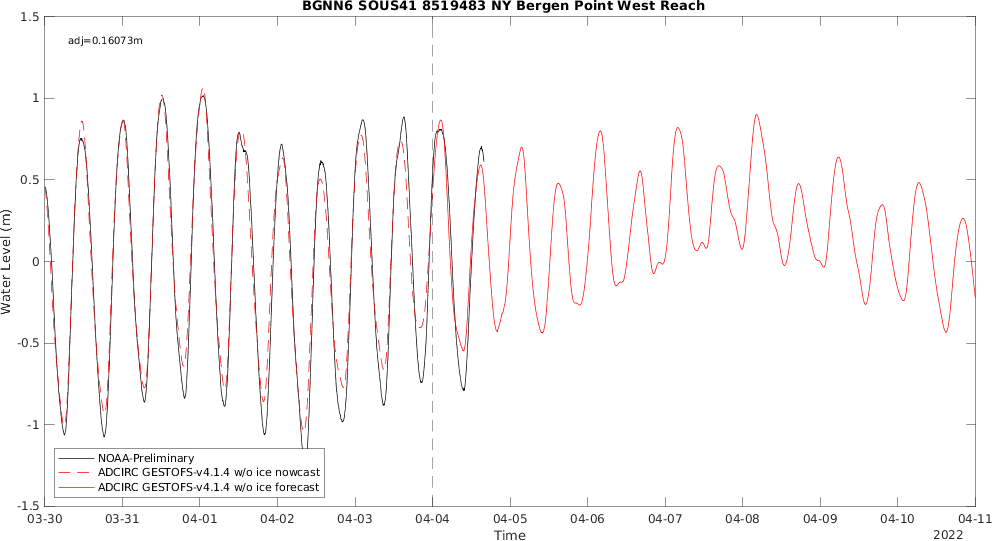 BGNN6 SOUS41 8519483 NY Bergen Point West Reach
adj=0.16073m
1.5
1
0.5
0
-0.5
-1
-1.5
Water Level (m)
NOAA-Preliminary
ADCIRC GESTOFS-v4.1.4 w/o ice nowcast
ADCIRC GESTOFS-v4.1.4 w/o ice forecast
03-30 03-31 04-01 04-02 04-03 04-04 04-05 04-06 04-07 04-08 04-09 04-10 04-11
Time
2022